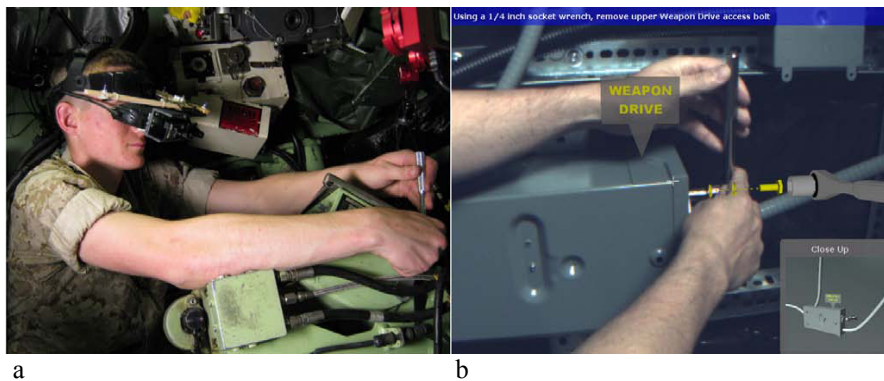 Using a 1/4 inch socket wrench, remove upper Weapon Drive access bolt
WEAPON
DRIVE
Close Up
a
b